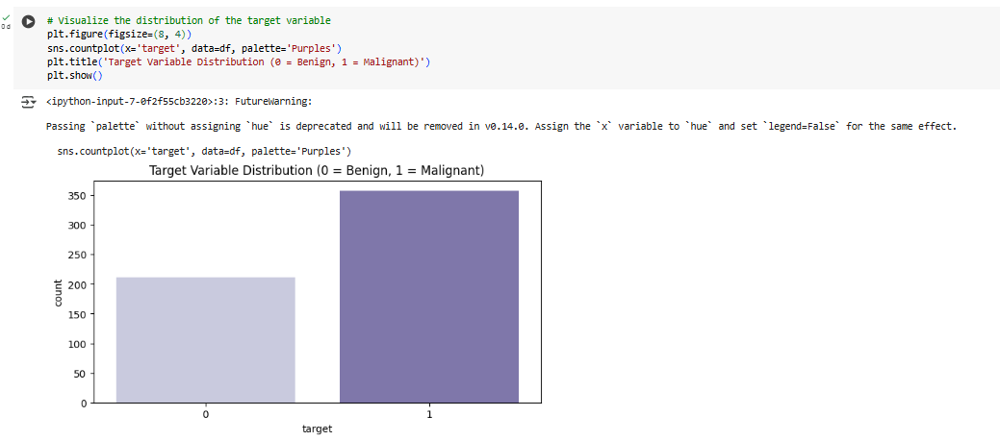 # Visualize the distribution of the target variable
plt.figure(figsize=(8, 4))
sns.countplot(x='target', data=df, palette='Purples')
plt.title('Target Variable Distribution (0 = Benign, 1 = Malignant)')
plt.show()
0 d
<ipython-input-7-0f2f55cb3220>:3: FutureWarning:
Passing `palette` without assigning `hue` is deprecated and will be removed in v0.14.0. Assign the `x` variable to `hue` and set `legend=False` for the same effect.
sns.countplot(x='target', data=df, palette='Purples')
Target Variable Distribution (0 = Benign, 1 = Malignant)
350
300
250
200
150
100
50
0
count
0 1
target